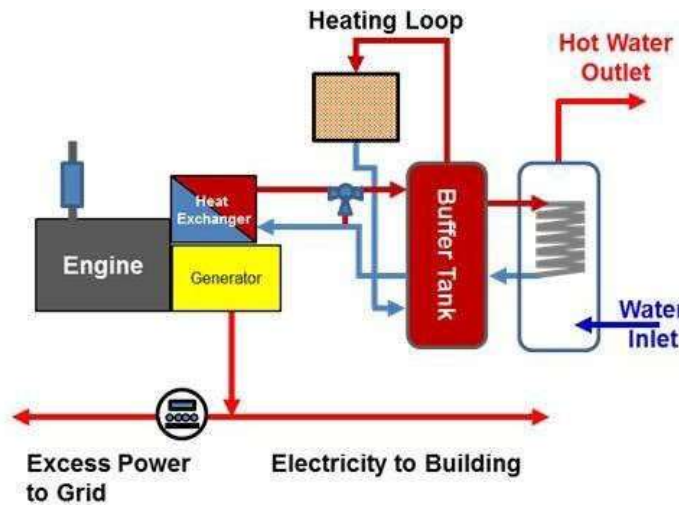 Heating Loop
Hot Water
Outlet
Heat
Exchanger
Engine
Generator
Buffer Tank
Water
Inlet
Excess Power
to Grid
Electricity to Building